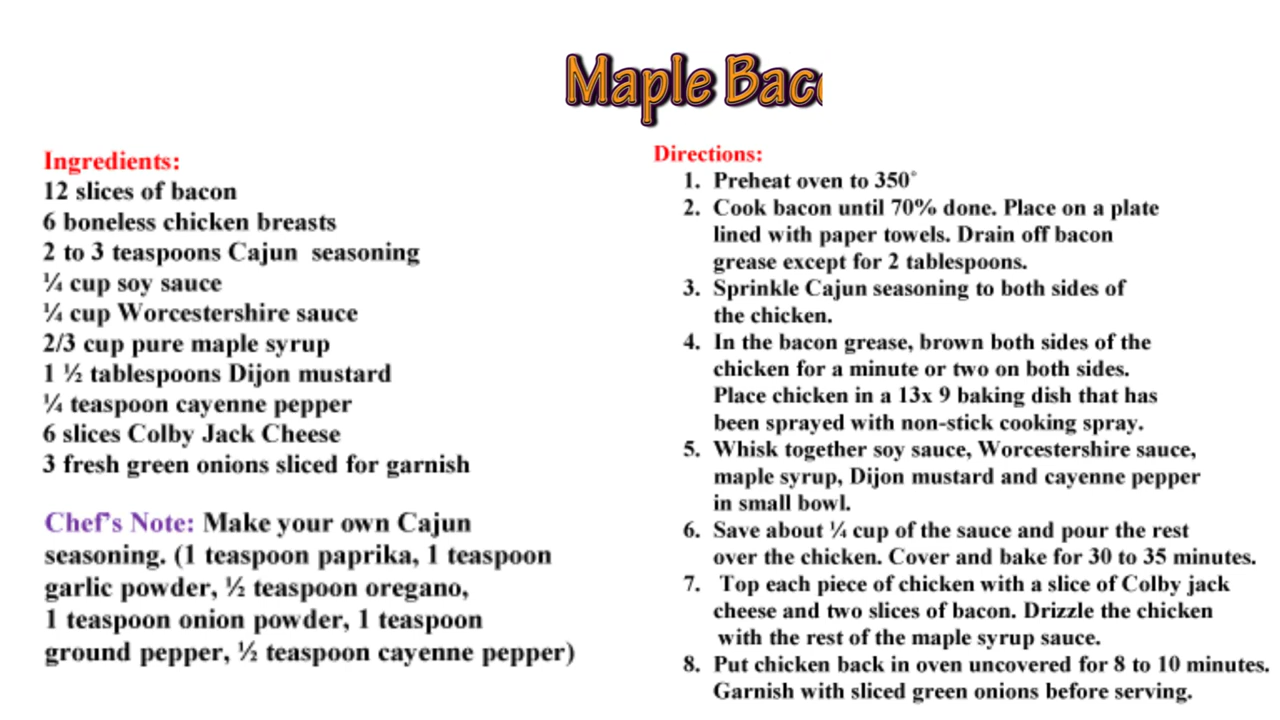 Maple Bac
Ingredients:
12 slices of bacon
6 boneless chicken breasts
2 to 3 teaspoons Cajun  seasoning
¼ cup soy sauce
¼ cup Worcestershire sauce
2/3 cup pure maple syrup
1 ½ tablespoons Dijon mustard
¼ teaspoon cayenne pepper
6 slices Colby Jack Cheese
3 fresh green onions sliced for garnish
Chef's Note: Make your own Cajun
seasoning. (1 teaspoon paprika, 1 teaspoon
garlic powder, ½ teaspoon oregano,
1 teaspoon onion powder, 1 teaspoon
ground pepper, ½ teaspoon cayenne pepper)
Directions:
1. Preheat oven to 350°
2. Cook bacon until 70% done. Place on a plate
lined with paper towels. Drain off bacon
grease except for 2 tablespoons.
3. Sprinkle Cajun seasoning to both sides of
the chicken.
4. In the bacon grease, brown both sides of the
chicken for a minute or two on both sides.
Place chicken in a 13x 9 baking dish that has
been sprayed with non-stick cooking spray.
5. Whisk together soy sauce, Worcestershire sauce,
maple syrup, Dijon mustard and cayenne pepper
in small bowl.
6. Save about ¼ cup of the sauce and pour the rest
over the chicken. Cover and bake for 30 to 35 minutes.
7. Top each piece of chicken with a slice of Colby jack
cheese and two slices of bacon. Drizzle the chicken
with the rest of the maple syrup sauce.
8. Put chicken back in oven uncovered for 8 to 10 minutes.
Garnish with sliced green onions before serving.